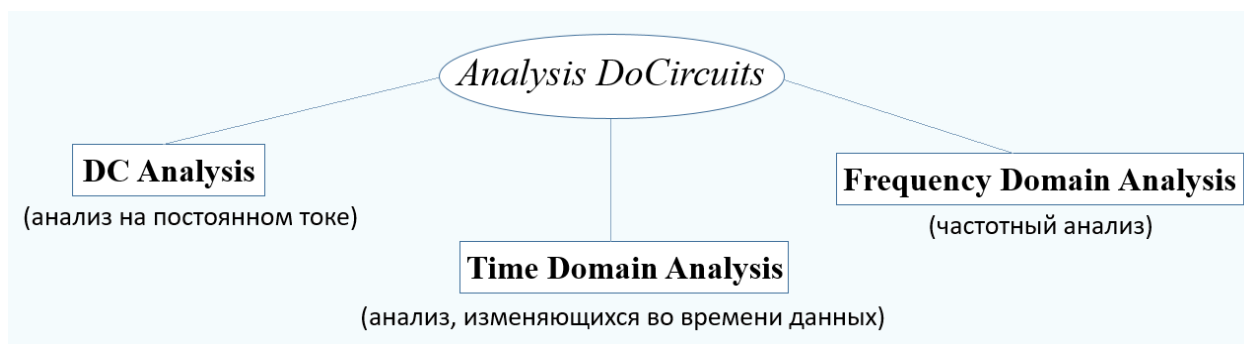 Analysis DoCircuits
DC Analysis
(анализ на постоянном токе)
Frequency Domain Analysis
(частотный анализ)
Time Domain Analysis
(анализ, изменяющихся во времени данных)